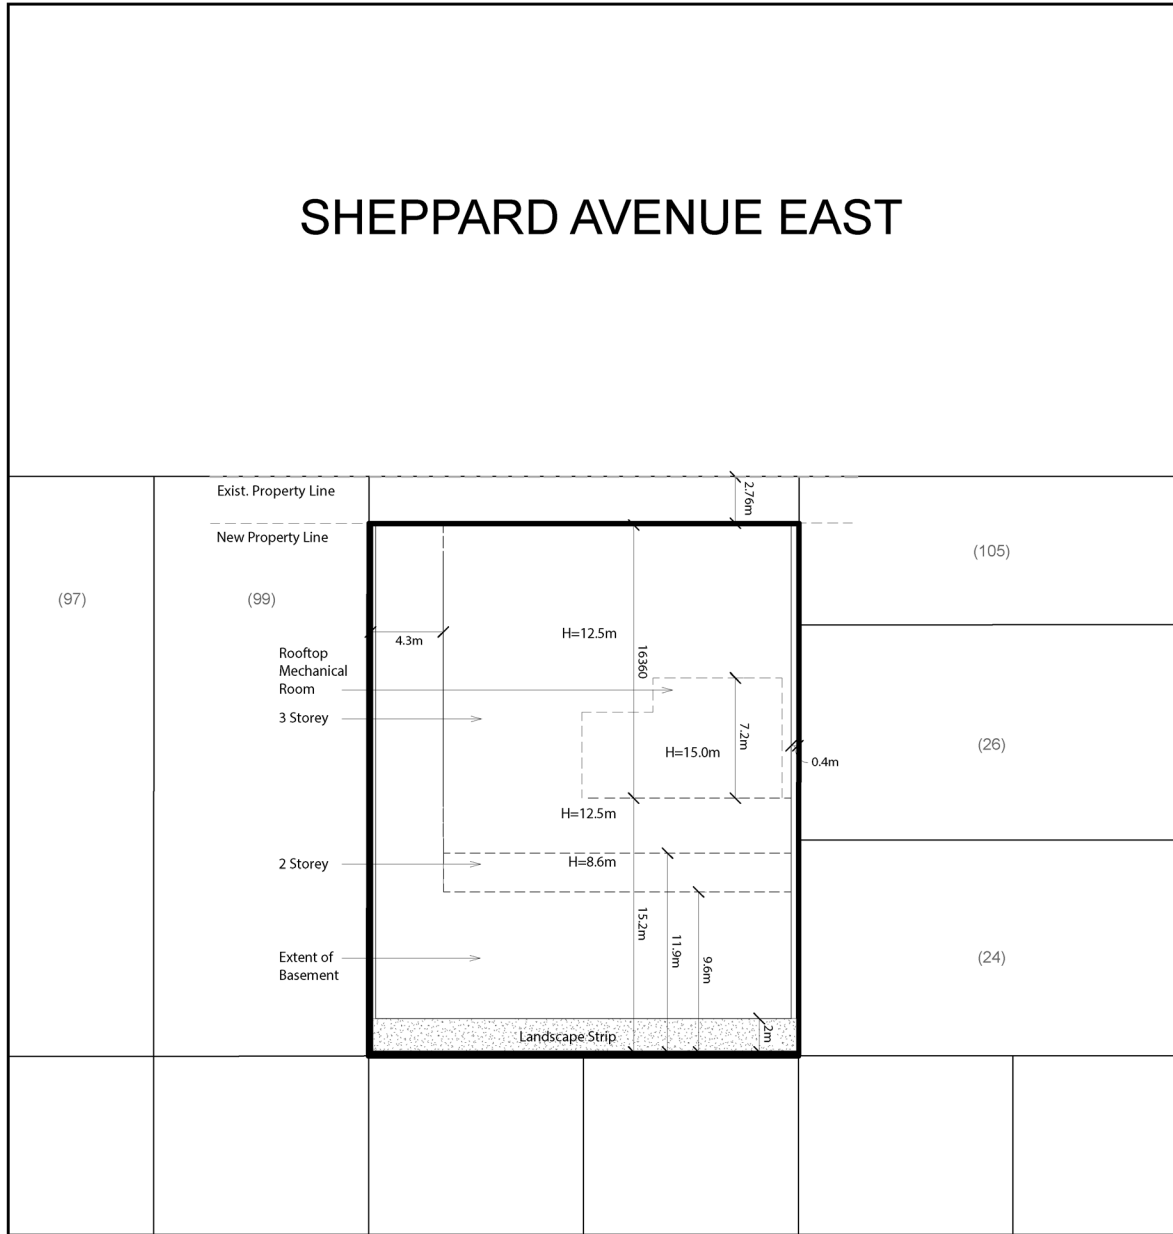 SHEPPARD AVENUE EAST
Exist. Property Line
2.76m
New Property Line
(105)
(97)
(99)
4.3m
H=12.5m
16360
Rooftop
Mechanical
Room
3 Storey
7.2m
H=15.0m
(26)
0.4m
H=12.5m
2 Storey
H=8.6m
15.2m
11.9m
9.6m
Extent of
Basement
(24)
Landscape Strip
2m